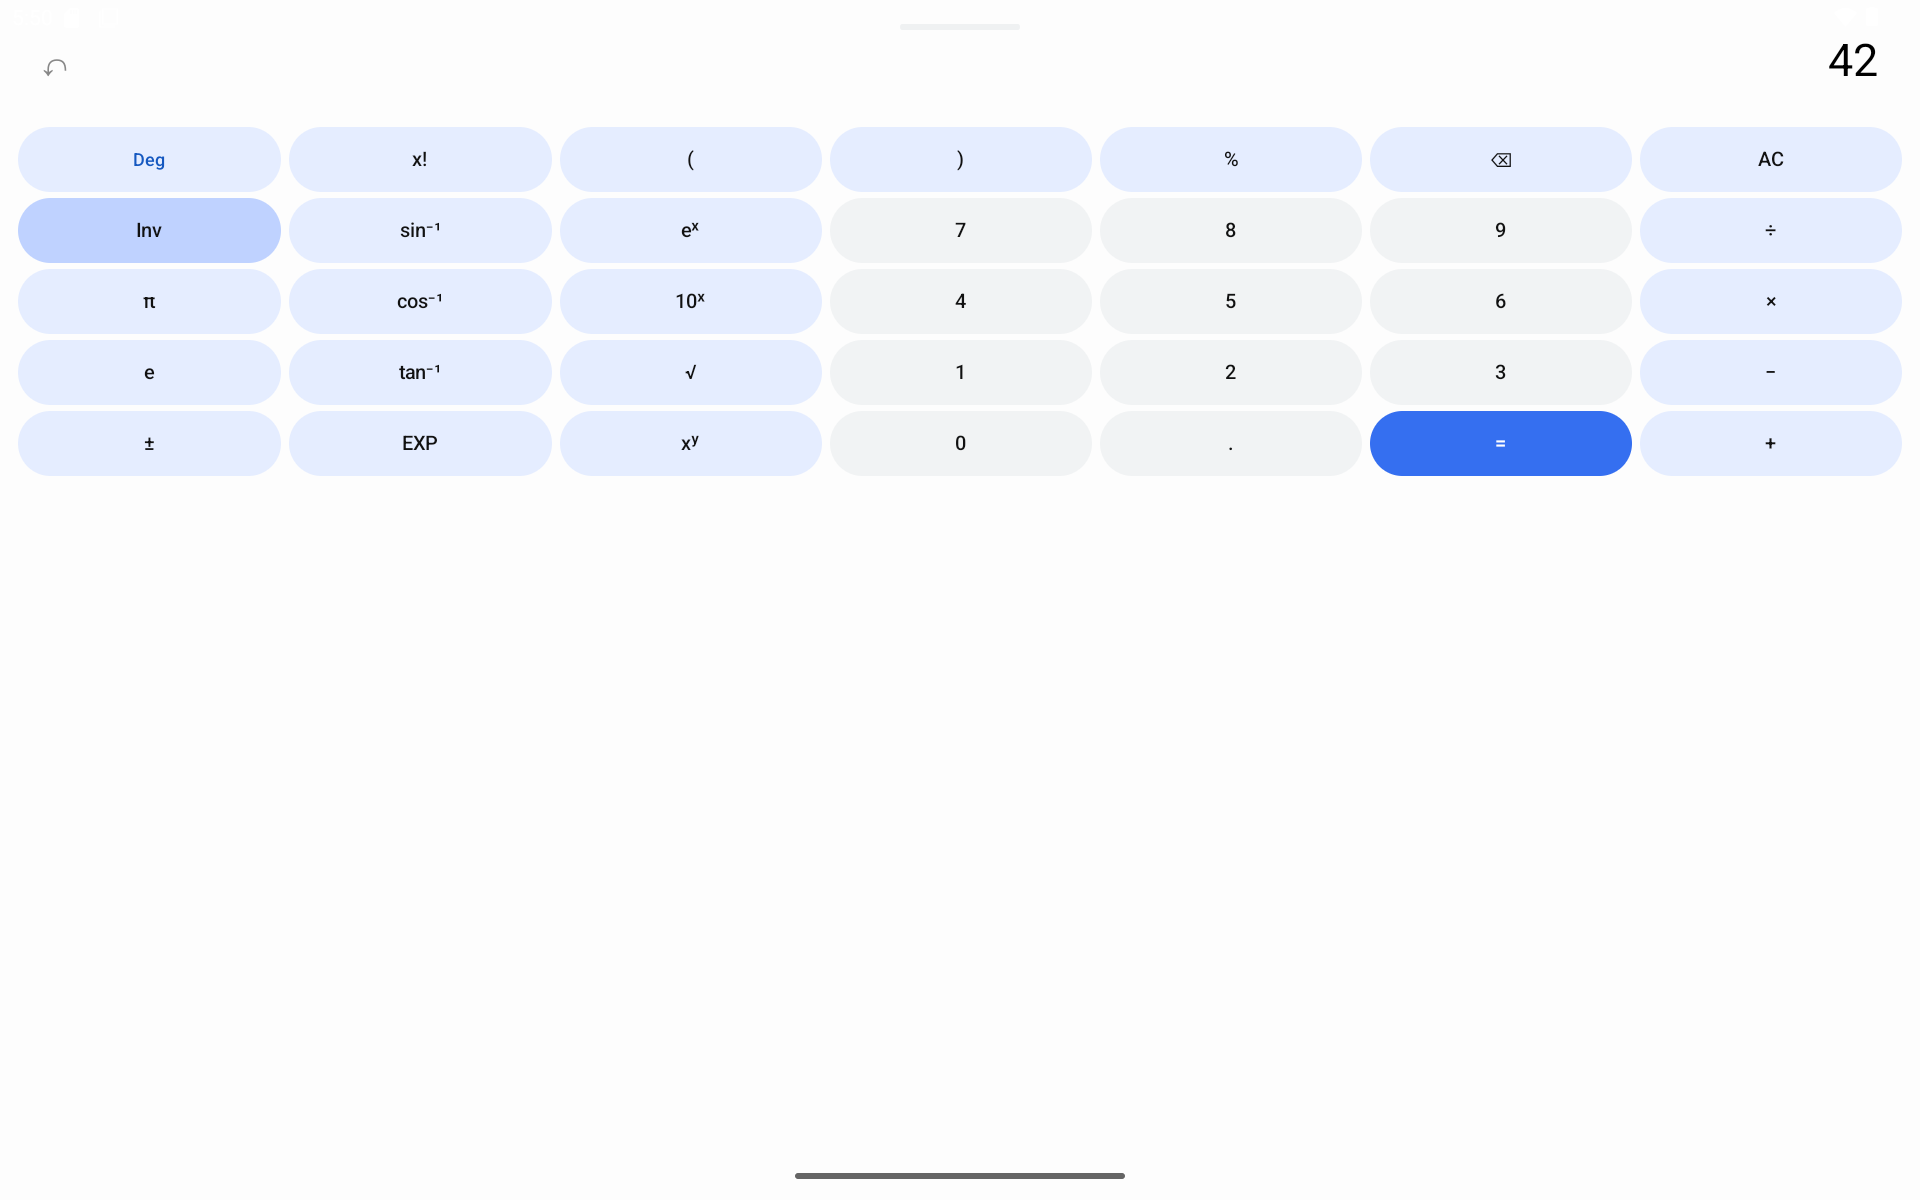 42
Deg x! ( ) % AC
Inv sin⁻¹ eˣ 7 8 9 ÷
π cos⁻¹ 10ˣ 4 5 6 ×
e tan⁻¹ √ 1 2 3 −
± EXP xʸ 0 . = +